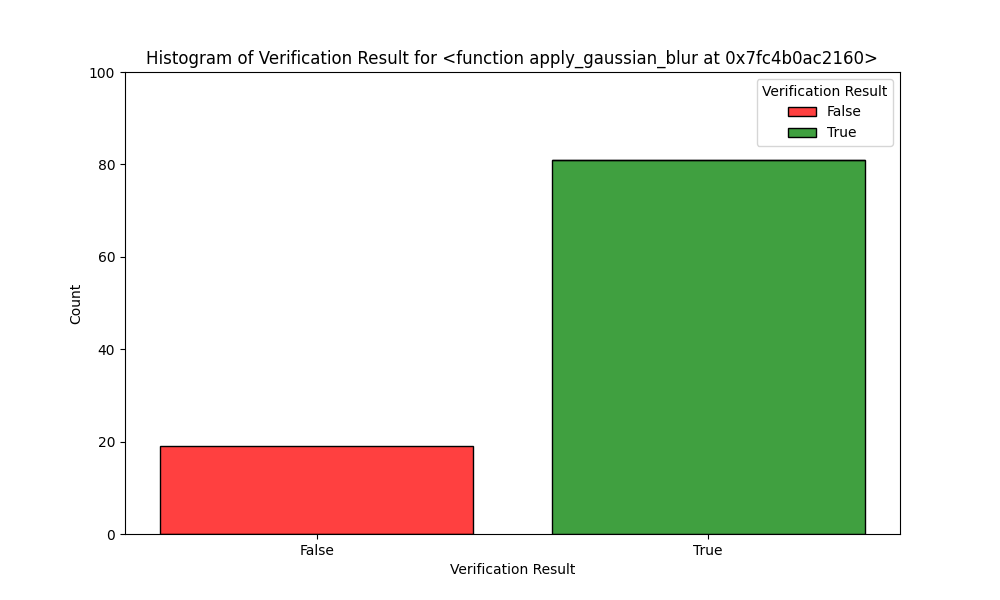 Histogram of Verification Result for <function apply_gaussian_blur at 0x7fc4b0ac2160>
Verification Result
False
True
100
80
60
40
20
0
Count
False
True
Verification Result